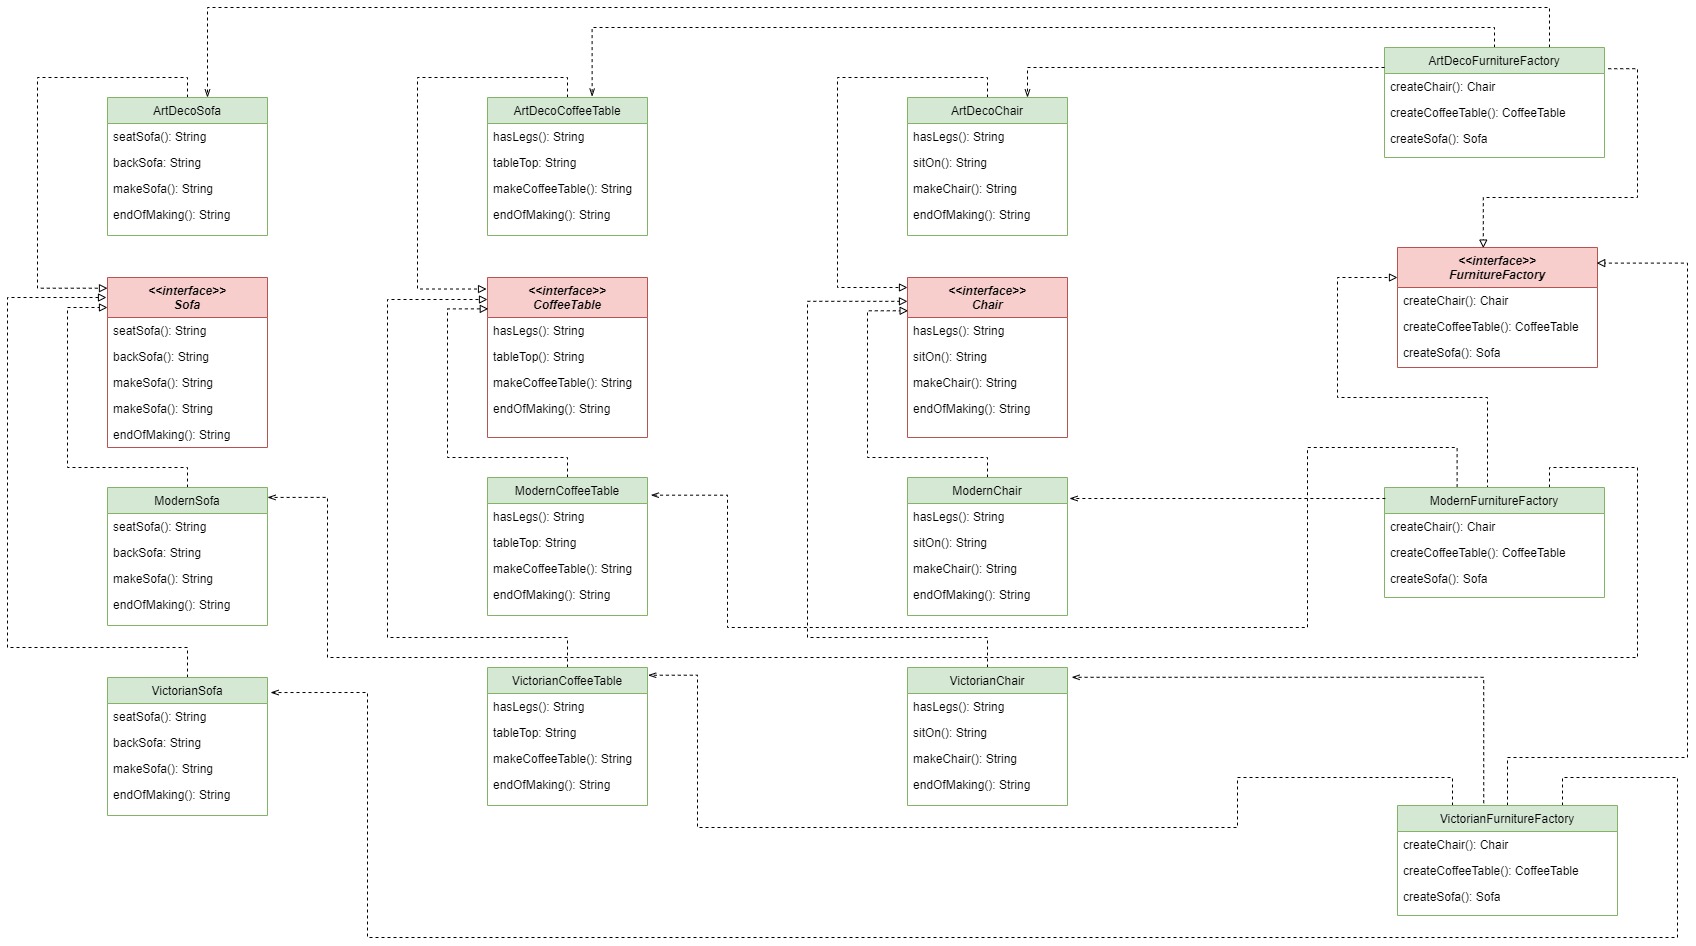 ArtDecoSofa
seatSofa(): String
backSofa: String
makeSofa(): String
endOfMaking(): String
ArtDecoCoffeeTable
hasLegs(): String
tableTop: String
makeCoffeeTable(): String
endOfMaking(): String
ArtDecoChair
hasLegs(): String
sitOn(): String
makeChair(): String
endOfMaking(): String
ArtDecoFurnitureFactory
createChair(): Chair
createCoffeeTable(): CoffeeTable
createSofa(): Sofa
<<interface>>
Sofa
seatSofa(): String
backSofa(): String
makeSofa(): String
makeSofa(): String
endOfMaking(): String
<<interface>>
CoffeeTable
hasLegs(): String
tableTop(): String
makeCoffeeTable(): String
endOfMaking(): String
<<interface>>
Chair
hasLegs(): String
sitOn(): String
makeChair(): String
endOfMaking(): String
<<interface>>
FurnitureFactory
createChair(): Chair
createCoffeeTable(): CoffeeTable
createSofa(): Sofa
ModernSofa
seatSofa(): String
backSofa: String
makeSofa(): String
endOfMaking(): String
ModernCoffeeTable
hasLegs(): String
tableTop: String
makeCoffeeTable(): String
endOfMaking(): String
ModernChair
hasLegs(): String
sitOn(): String
makeChair(): String
endOfMaking(): String
ModernFurnitureFactory
createChair(): Chair
createCoffeeTable(): CoffeeTable
createSofa(): Sofa
VictorianSofa
seatSofa(): String
backSofa: String
makeSofa(): String
endOfMaking(): String
VictorianCoffeeTable
hasLegs(): String
tableTop: String
makeCoffeeTable(): String
endOfMaking(): String
VictorianChair
hasLegs(): String
sitOn(): String
makeChair(): String
endOfMaking(): String
VictorianFurnitureFactory
createChair(): Chair
createCoffeeTable(): CoffeeTable
createSofa(): Sofa